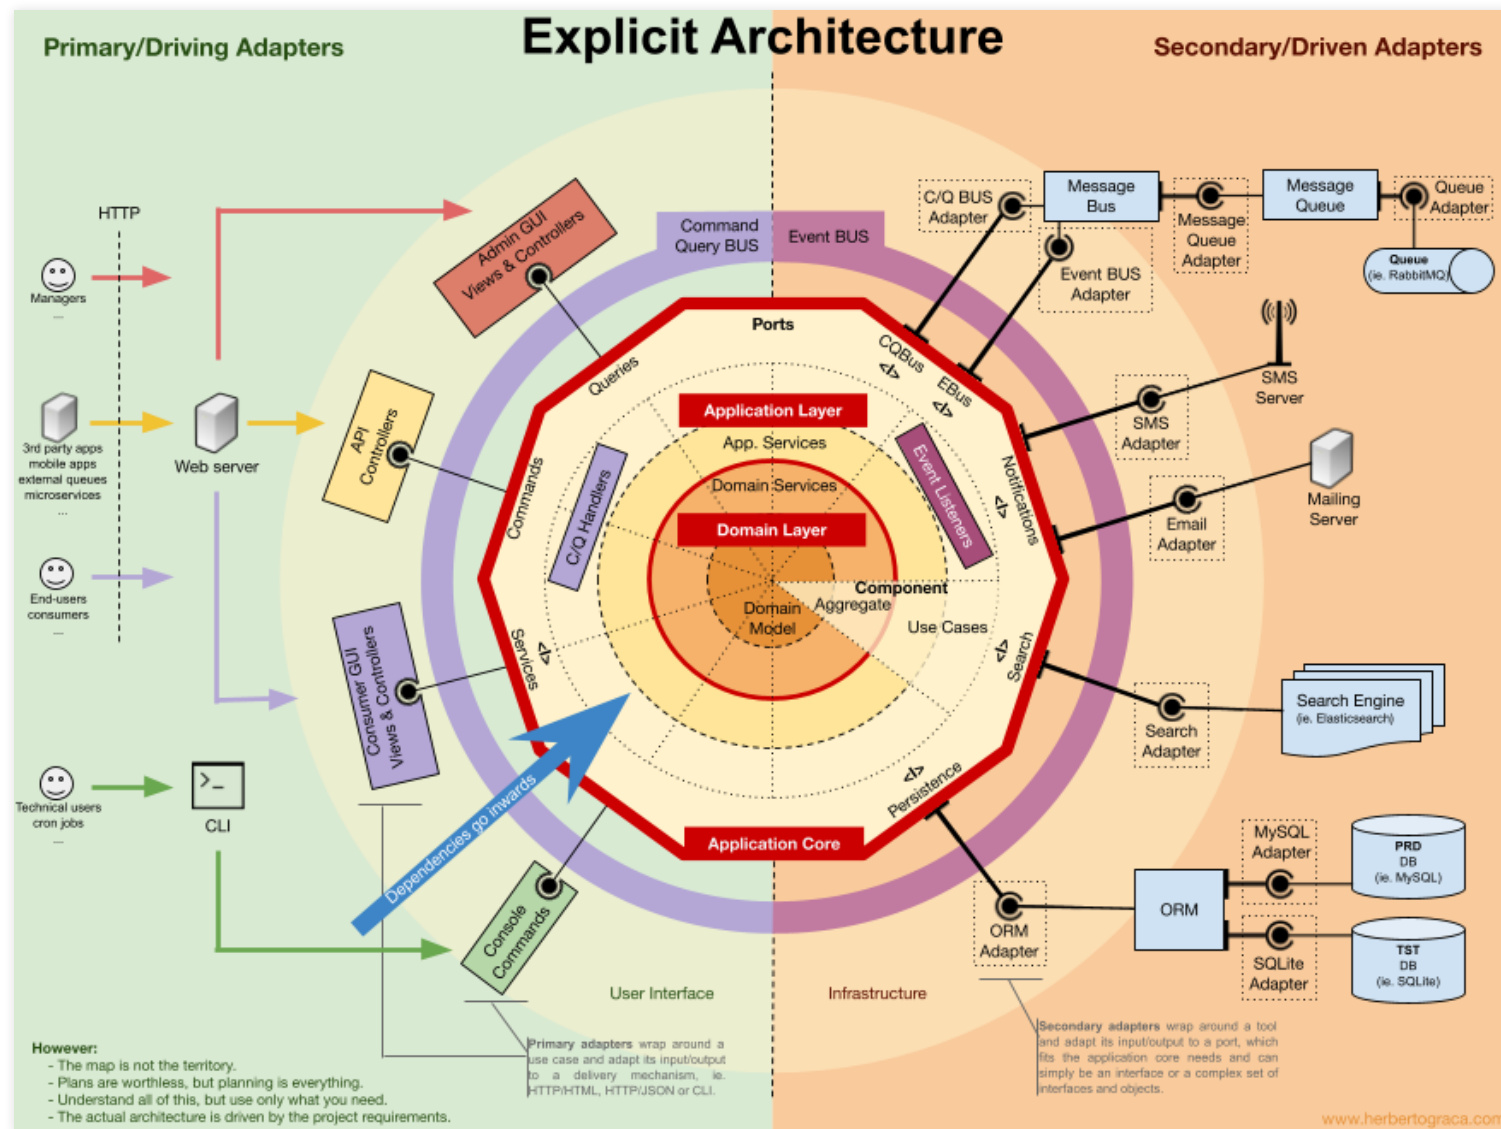 Explicit Architecture
Primary/Driving Adapters
Secondary/Driven Adapters
HTTP
Managers
...
3rd party apps
mobile apps
external queues
microservices
...
End-users
consumers
...
Technical users
cron jobs
...
Web server
CLI
Admin GUI
Views & Controllers
API
Controllers
Consumer GUI
Views & Controllers
Console
Commands
Dependencies go inwards
Command
Query BUS
Event BUS
Ports
Queries
Commands
Services
</>
CQBus
</>
EBus
</>
Notifications
</>
Search
</>
Persistence
</>
Application Layer
App. Services
Domain Services
Domain Layer
Domain
Model
C/Q Handlers
Event Listeners
Component
Aggregate
Use Cases
Application Core
C/Q BUS
Adapter
Message
Bus
Event BUS
Adapter
Message
Queue
Adapter
Message
Queue
Queue
Adapter
Queue
(ie. RabbitMQ)
SMS
Server
SMS
Adapter
Mailing
Server
Email
Adapter
Search
Adapter
Search Engine
(ie. Elasticsearch)
ORM
Adapter
ORM
MySQL
Adapter
PRD
DB
(ie. MySQL)
SQLite
Adapter
TST
DB
(ie. SQLite)
User Interface
Infrastructure
Primary adapters wrap around a
use case and adapt its input/output
to a delivery mechanism, ie.
HTTP/HTML, HTTP/JSON or CLI.
Secondary adapters wrap around a tool
and adapt its input/output to a port, which
fits the application core needs and can
simply be an interface or a complex set of
interfaces and objects.
However:
- The map is not the territory.
- Plans are worthless, but planning is everything.
- Understand all of this, but use only what you need.
- The actual architecture is driven by the project requirements.
www.herbertograca.com